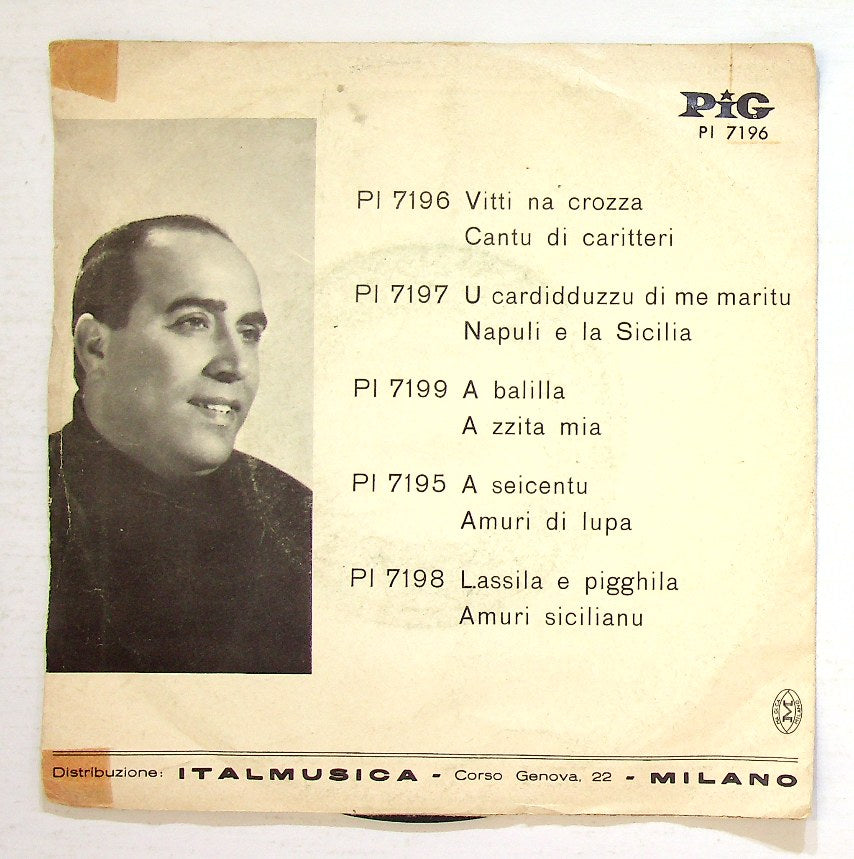 PiG
PI 7196
PI 7196 Vitti na crozza
Cantu di caritteri
PI 7197 U cardidduzzu di me maritu
Napuli e la Sicilia
PI 7199 A balilla
A zzita mia
PI 7195 A seicentu
Amuri di lupa
PI 7198 Lassila e pigghila
Amuri sicilianu
M
MILANO
Distribuzione: ITALMUSICA - Corso Genova, 22 - MILANO